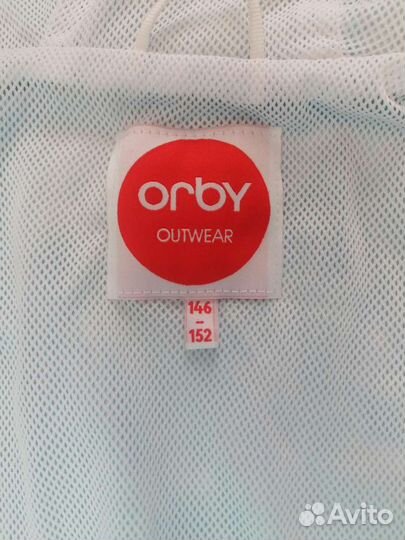 orby
OUTWEAR
146
–
152
Avito